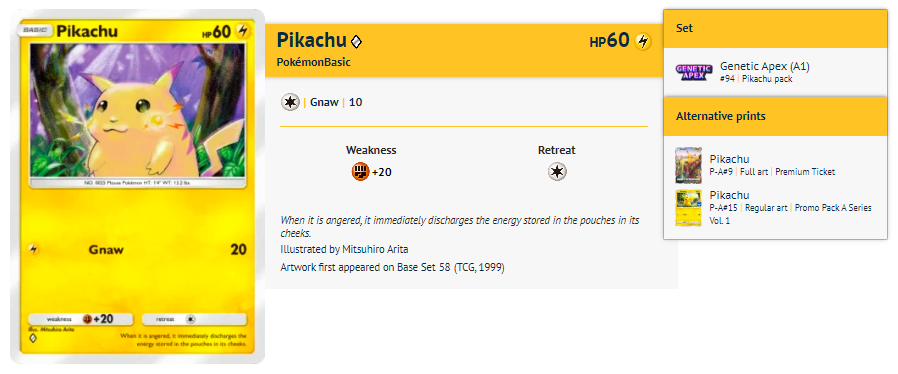 BASIC Pikachu HP60
NO. 0025 Mouse Pokémon HT: 1'4" WT: 13.2 lbs.
Gnaw 20
weakness +20 retreat
Illus. Mitsuhiro Arita
When it is angered, it immediately discharges the
energy stored in the pouches in its cheeks.
Pikachu HP60
PokémonBasic
| Gnaw | 10
Weakness Retreat
+20
When it is angered, it immediately discharges the energy stored in the pouches in its
cheeks.
Illustrated by Mitsuhiro Arita
Artwork first appeared on Base Set 58 (TCG, 1999)
Set
GENETIC
APEX
Genetic Apex (A1)
#94 | Pikachu pack
Alternative prints
Pikachu
P-A#9 | Full art | Premium Ticket
Pikachu
P-A#15 | Regular art | Promo Pack A Series
Vol. 1